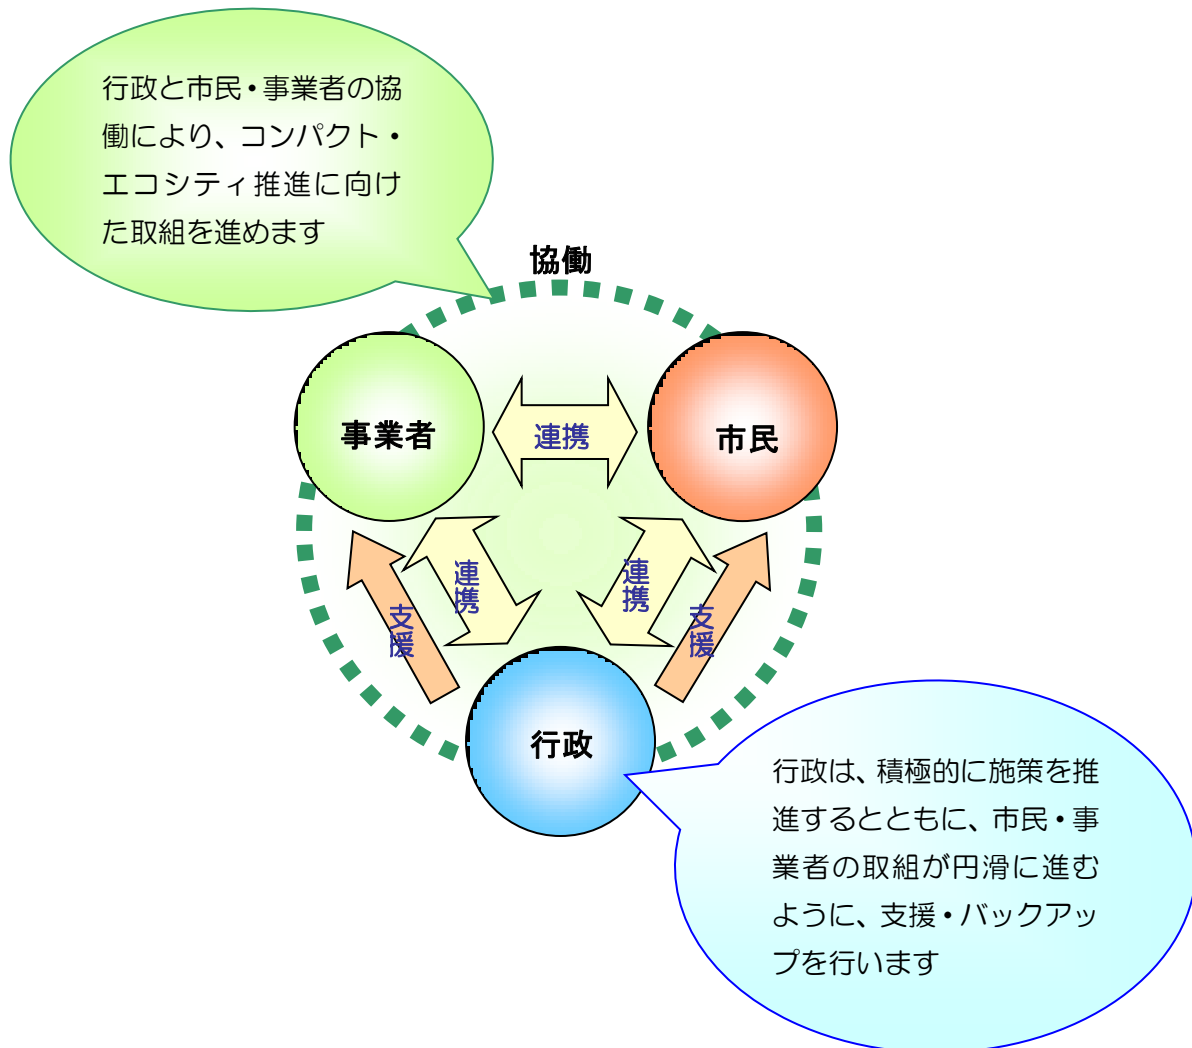 行政と市民・事業者の協
働により、コンパクト・
エコシティ推進に向け
た取組を進めます
協働
事業者
連携
市民
連携
連携
支援
支援
行政
行政は、積極的に施策を推
進するとともに、市民・事
業者の取組が円滑に進む
ように、支援・バックアッ
プを行います